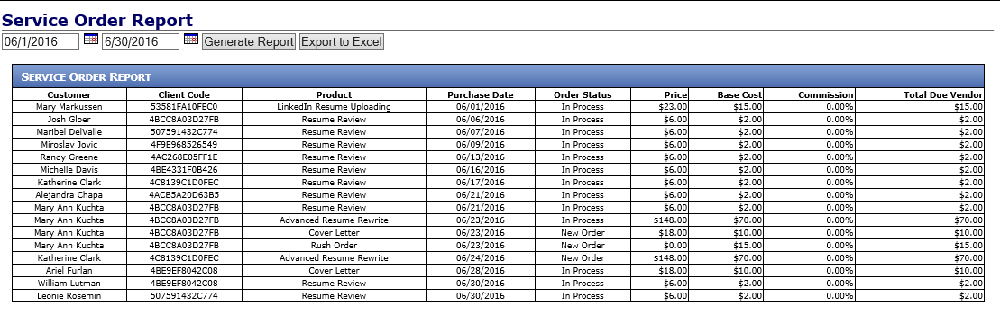 Service Order Report
06/1/2016 6/30/2016 Generate Report Export to Excel
SERVICE ORDER REPORT
Customer Client Code Product Purchase Date Order Status Price Base Cost Commission Total Due Vendor
Mary Markussen 53581FA10FEC0 LinkedIn Resume Uploading 06/01/2016 In Process $23.00 $15.00 0.00% $15.00
Josh Gloer 4BCC8A03D27FB Resume Review 06/06/2016 In Process $6.00 $2.00 0.00% $2.00
Maribel DelValle 507591432C774 Resume Review 06/07/2016 In Process $6.00 $2.00 0.00% $2.00
Miroslav Jovic 4F9E968526549 Resume Review 06/09/2016 In Process $6.00 $2.00 0.00% $2.00
Randy Greene 4AC268E05FF1E Resume Review 06/13/2016 In Process $6.00 $2.00 0.00% $2.00
Michelle Davis 4BE4331F0B426 Resume Review 06/16/2016 In Process $6.00 $2.00 0.00% $2.00
Katherine Clark 4C8139C1D0FEC Resume Review 06/17/2016 In Process $6.00 $2.00 0.00% $2.00
Alejandra Chapa 4ACB5A20D63B5 Resume Review 06/21/2016 In Process $6.00 $2.00 0.00% $2.00
Mary Ann Kuchta 4BCC8A03D27FB Resume Review 06/21/2016 In Process $6.00 $2.00 0.00% $2.00
Mary Ann Kuchta 4BCC8A03D27FB Advanced Resume Rewrite 06/23/2016 In Process $148.00 $70.00 0.00% $70.00
Mary Ann Kuchta 4BCC8A03D27FB Cover Letter 06/23/2016 New Order $18.00 $10.00 0.00% $10.00
Mary Ann Kuchta 4BCC8A03D27FB Rush Order 06/23/2016 New Order $0.00 $15.00 0.00% $15.00
Katherine Clark 4C8139C1D0FEC Advanced Resume Rewrite 06/24/2016 New Order $148.00 $70.00 0.00% $70.00
Ariel Furlan 4BE9EF8042C08 Cover Letter 06/28/2016 In Process $18.00 $10.00 0.00% $10.00
William Lutman 4BE9EF8042C08 Resume Review 06/30/2016 In Process $6.00 $2.00 0.00% $2.00
Leonie Rosemin 507591432C774 Resume Review 06/30/2016 In Process $6.00 $2.00 0.00% $2.00